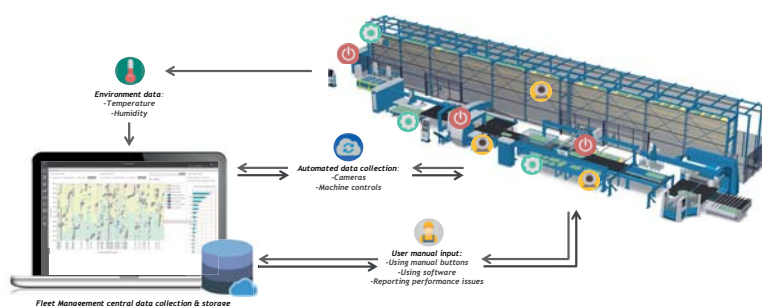 Environment data:
-Temperature
-Humidity
Automated data collection:
-Cameras
-Machine controls
User manual input:
-Using manual buttons
-Using software
-Reporting performance issues
Fleet Management central data collection & storage